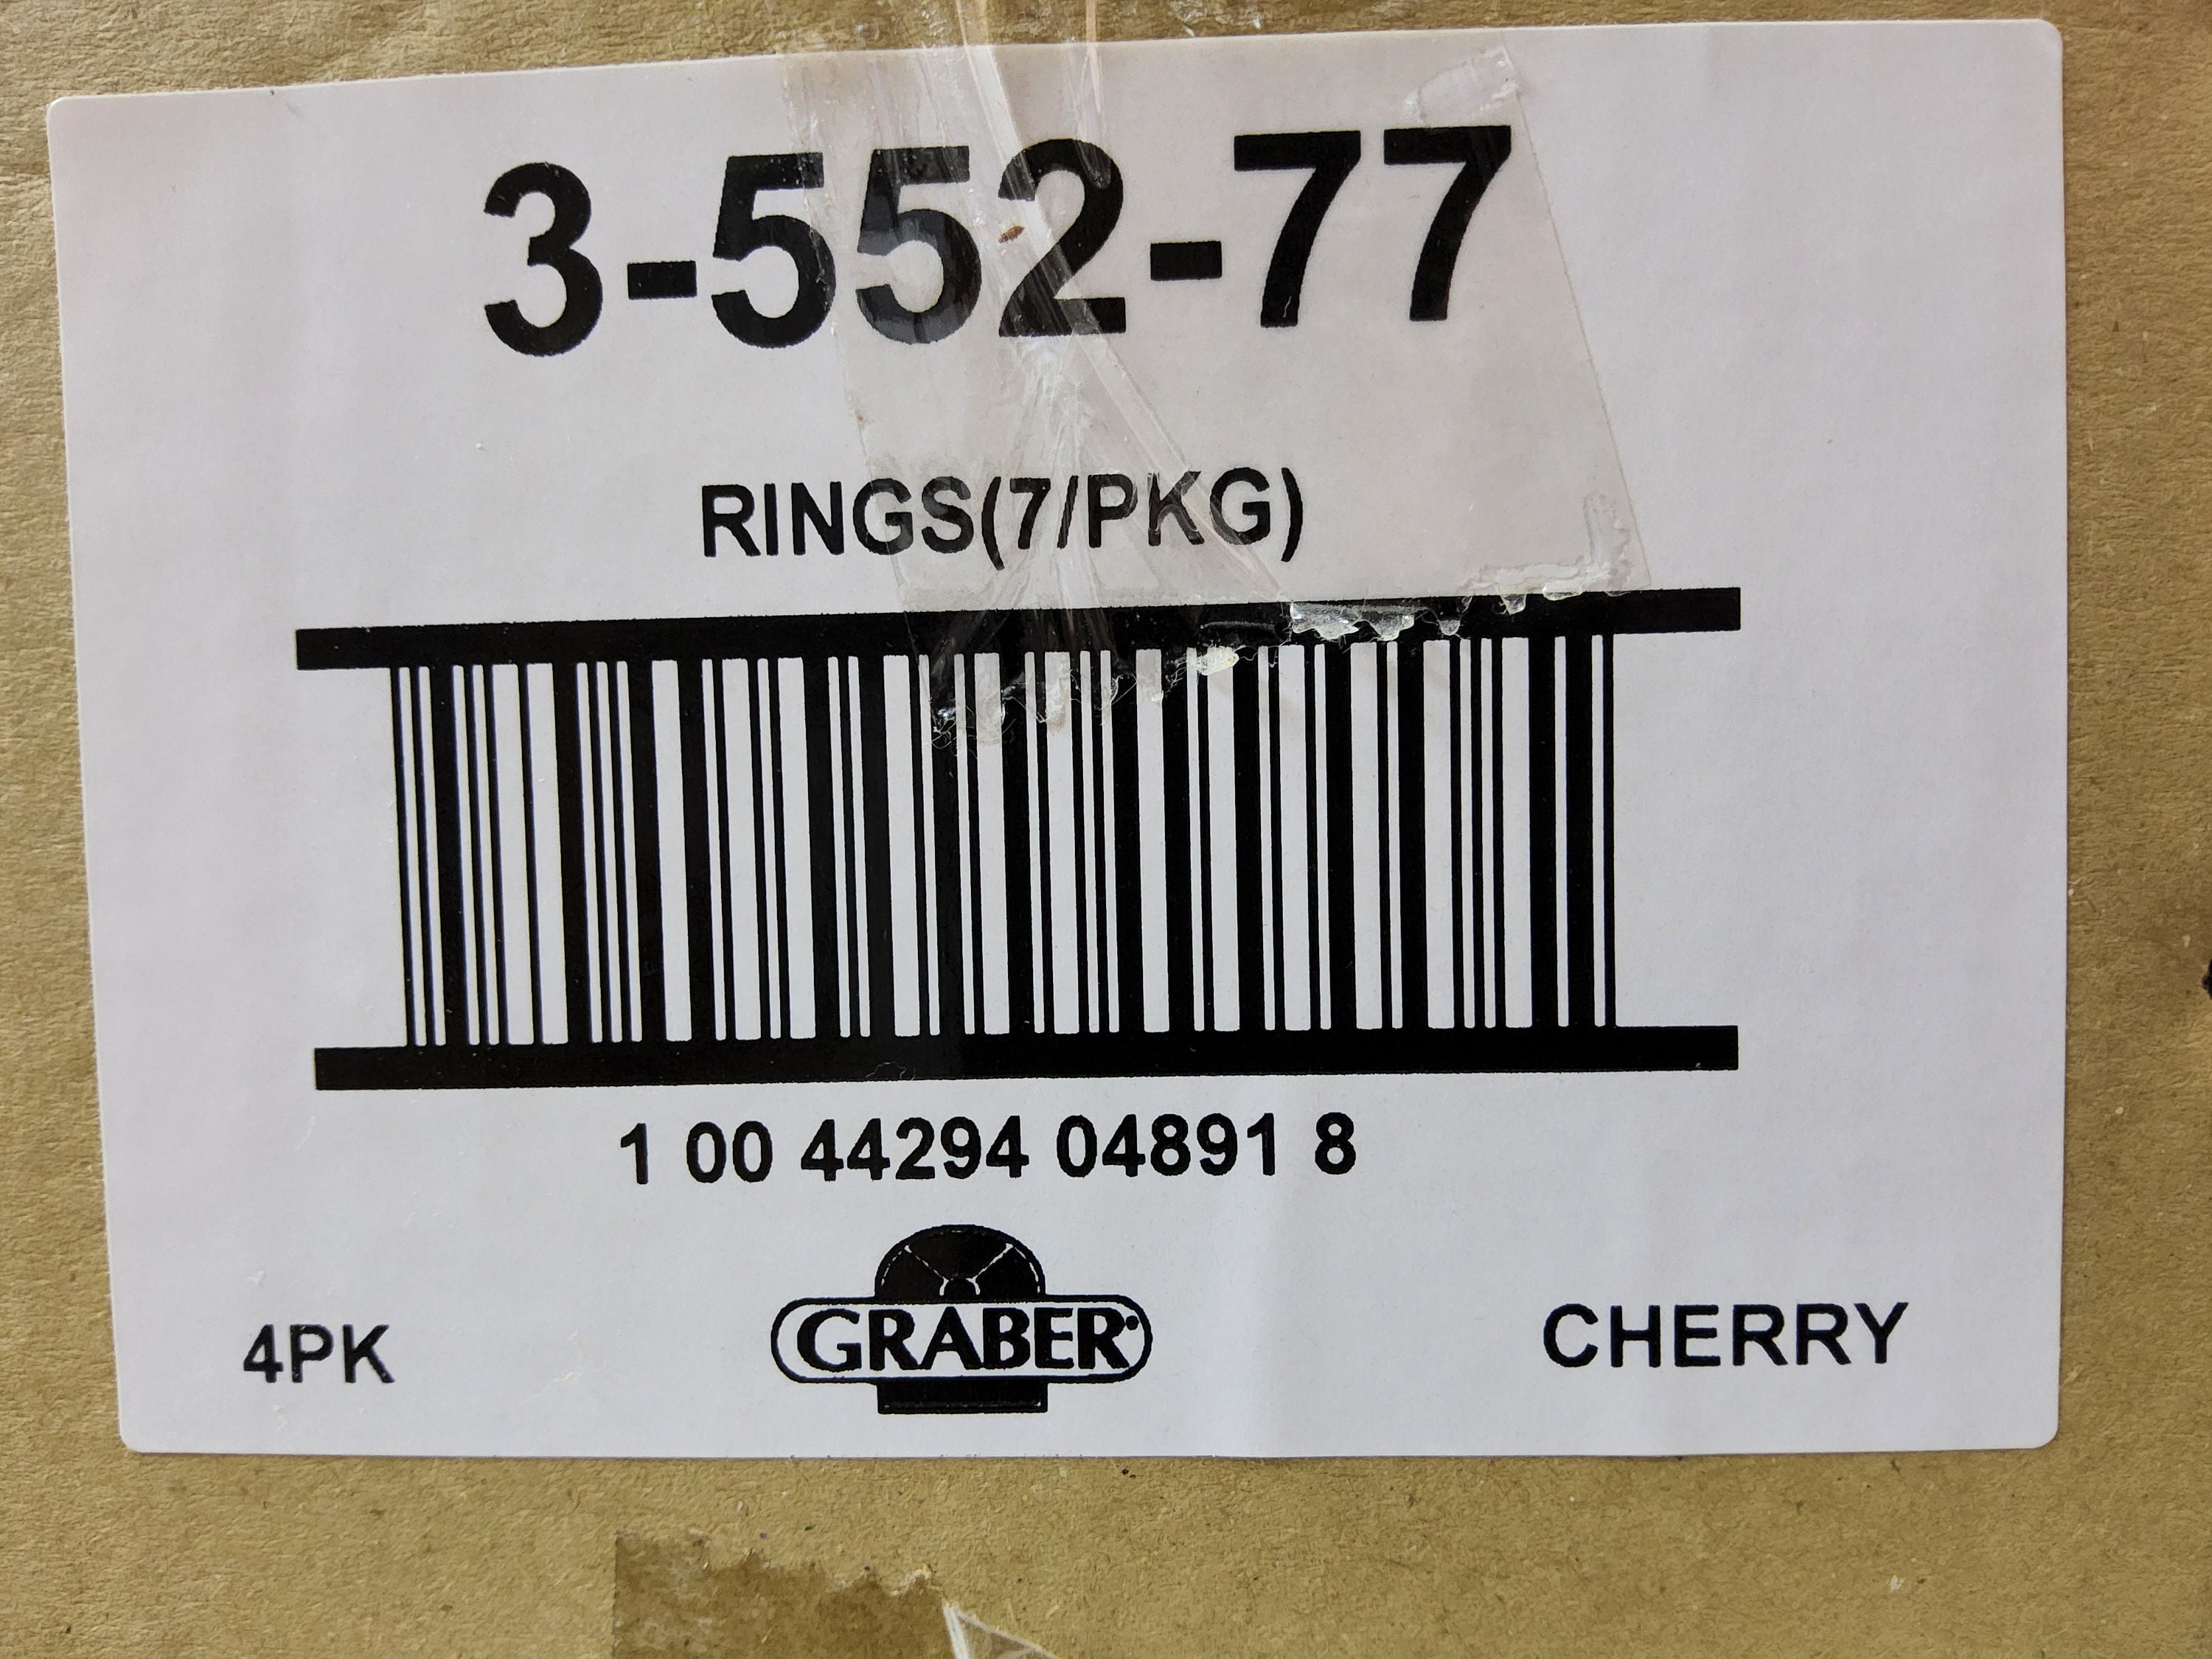 3-552-77
RINGS(7/PKG)
1 00 44294 04891 8
4PK
GRABER
CHERRY